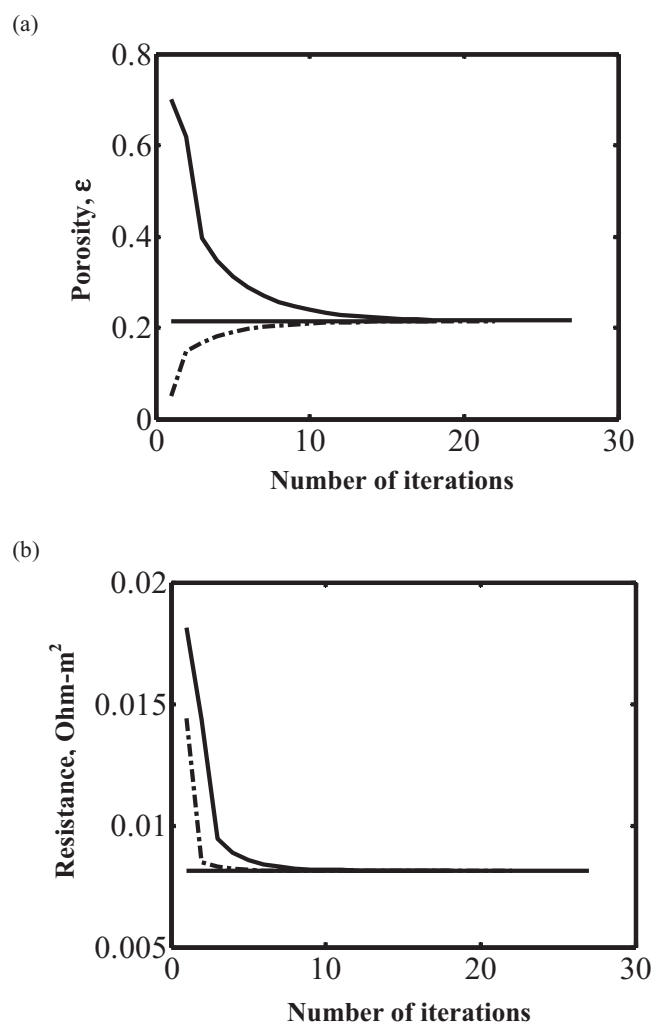 (a)
0.8
0.6
0.4
0.2
0
Porosity, ε
0 10 20 30
Number of iterations
(b)
0.02
0.015
0.01
0.005
Resistance, Ohm-m²
0 10 20 30
Number of iterations